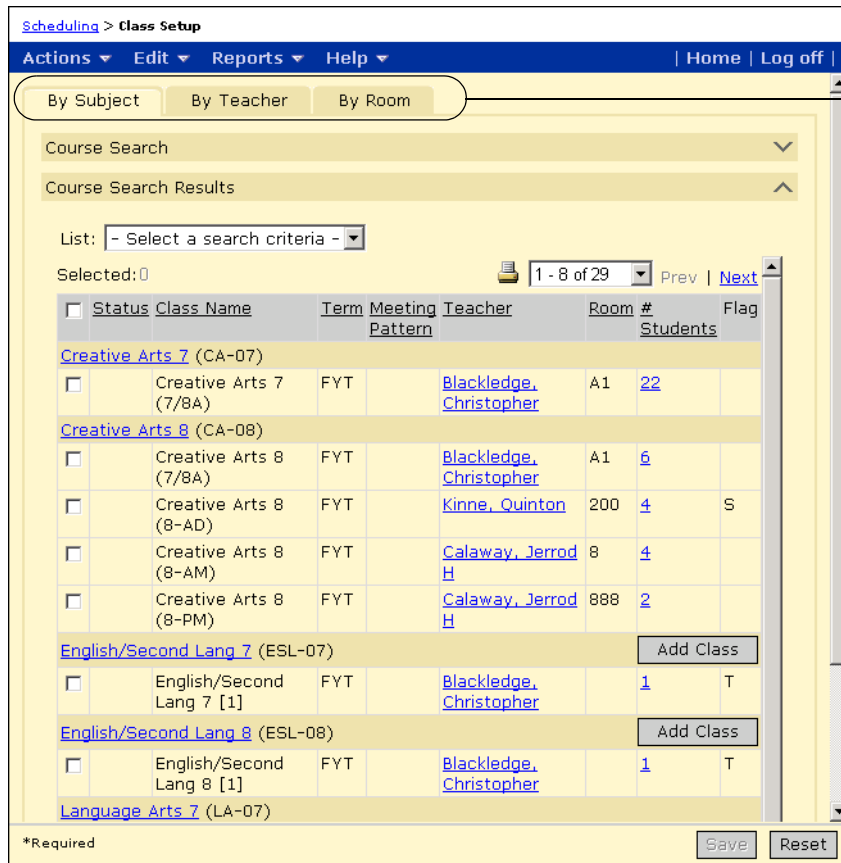 Scheduling > Class Setup
Actions Edit Reports Help | Home | Log off |
By Subject By Teacher By Room
Course Search
Course Search Results
List: - Select a search criteria -
Selected: 0 1 - 8 of 29 Prev | Next
Status Class Name Term Meeting Pattern Teacher Room # Students Flag
Creative Arts 7 (CA-07)
Creative Arts 7 (7/8A) FYT Blackledge, Christopher A1 22
Creative Arts 8 (CA-08)
Creative Arts 8 (7/8A) FYT Blackledge, Christopher A1 6
Creative Arts 8 (8-AD) FYT Kinne, Quinton 200 4 S
Creative Arts 8 (8-AM) FYT Calaway, Jerrod H 8 4
Creative Arts 8 (8-PM) FYT Calaway, Jerrod H 888 2
English/Second Lang 7 (ESL-07) Add Class
English/Second Lang 7 [1] FYT Blackledge, Christopher 1 T
English/Second Lang 8 (ESL-08) Add Class
English/Second Lang 8 [1] FYT Blackledge, Christopher 1 T
Language Arts 7 (LA-07)
*Required Save Reset